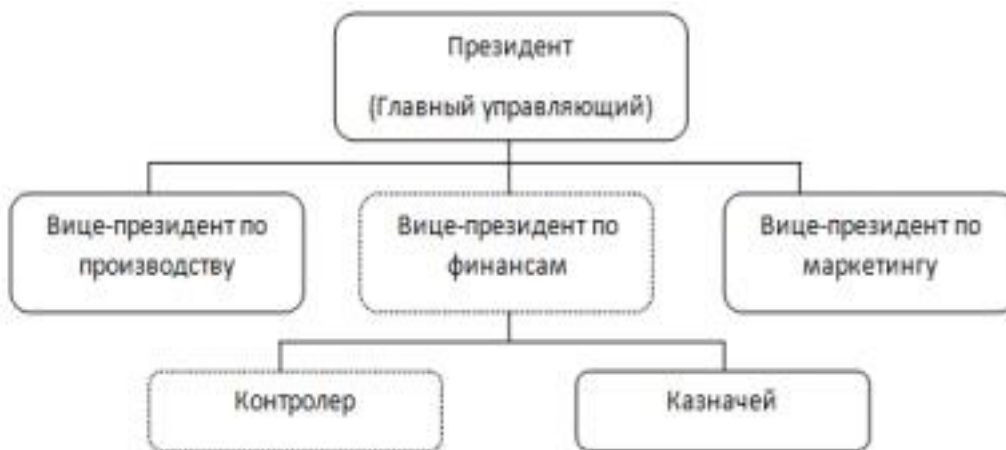 Президент
(Главный управляющий)
Вице-президент по
производству
Вице-президент по
финансам
Вице-президент по
маркетингу
Контролер
Казначей